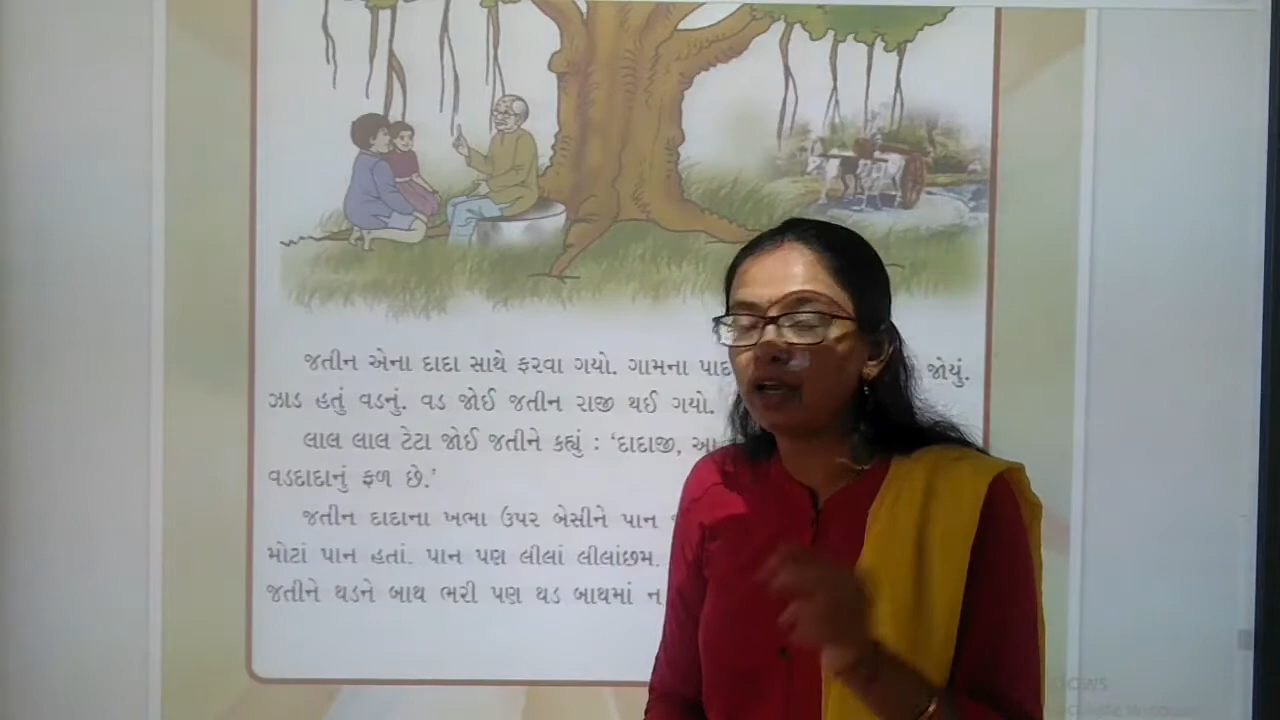 જતીન એના દાદા સાથે ફરવા ગયો. ગામના પાદ જોયું.
ઝાડ હતું વડનું. વડ જોઈ જતીન રાજી થઈ ગયો.
લાલ લાલ ટેટા જોઈ જતીને કહ્યું : ‘દાદાજી, આ
વડદાદાનું ફળ છે.’
જતીન દાદાના ખભા ઉપર બેસીને પાન
મોટાં પાન હતાં. પાન પણ લીલાં લીલાંછમ.
જતીને થડને બાથ ભરી પણ થડ બાથમાં ન